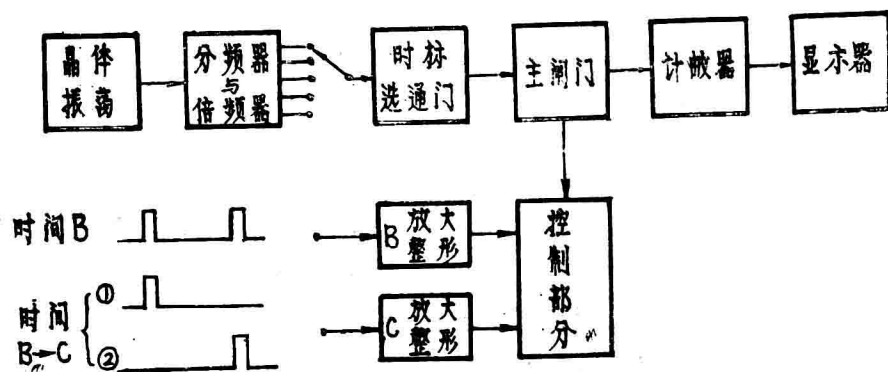 晶体
振荡
分频器
与
倍频器
时标
选通门
主闸门
计数器
显示器
时间B
B 放大
整形
控制部分
时间
B→C
①
②
C 放大
整形